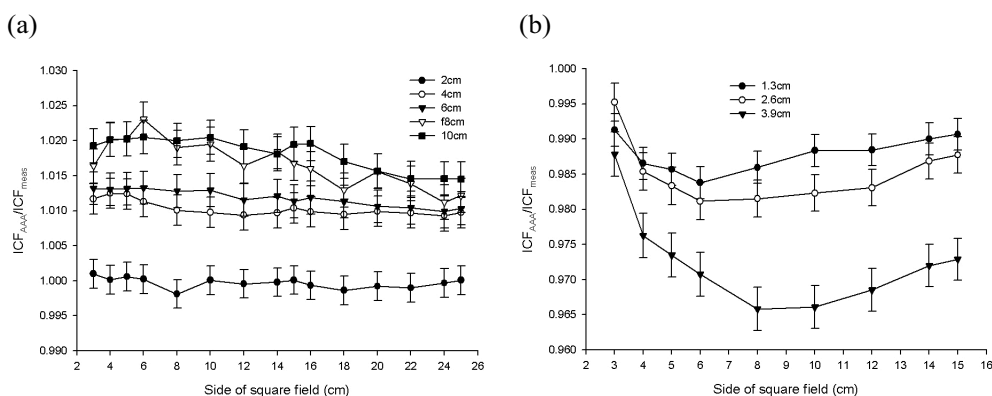 (a)
(b)
1.030
1.025
1.020
1.015
1.010
1.005
1.000
0.995
0.990
ICF_AAA/ICF_meas
2cm
4cm
6cm
f8cm
10cm
2 4 6 8 10 12 14 16 18 20 22 24 26
Side of square field (cm)
1.000
0.995
0.990
0.985
0.980
0.975
0.970
0.965
0.960
ICF_AAA/ICF_meas
1.3cm
2.6cm
3.9cm
2 3 4 5 6 7 8 9 10 11 12 13 14 15 16
Side of square field (cm)